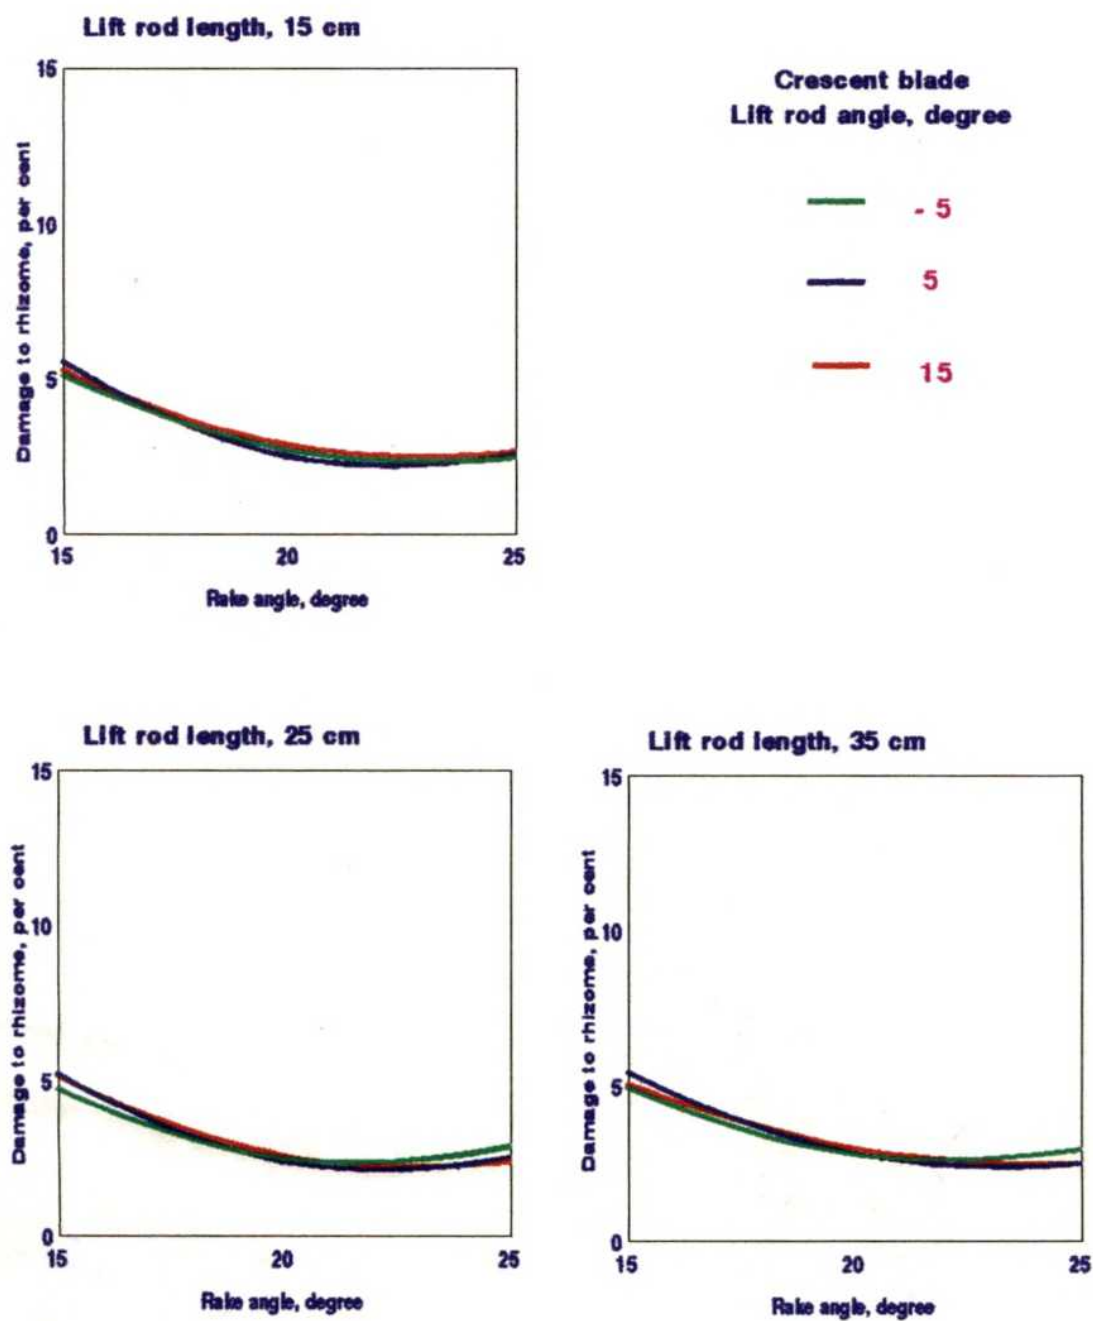 Lift rod length, 15 cm
15
10
5
0
Damage to rhizome, per cent
15 20 25
Rake angle, degree
Crescent blade
Lift rod angle, degree
- 5
5
15
Lift rod length, 25 cm
15
10
5
0
Damage to rhizome, per cent
15 20 25
Rake angle, degree
Lift rod length, 35 cm
15
10
5
0
Damage to rhizome, per cent
15 20 25
Rake angle, degree